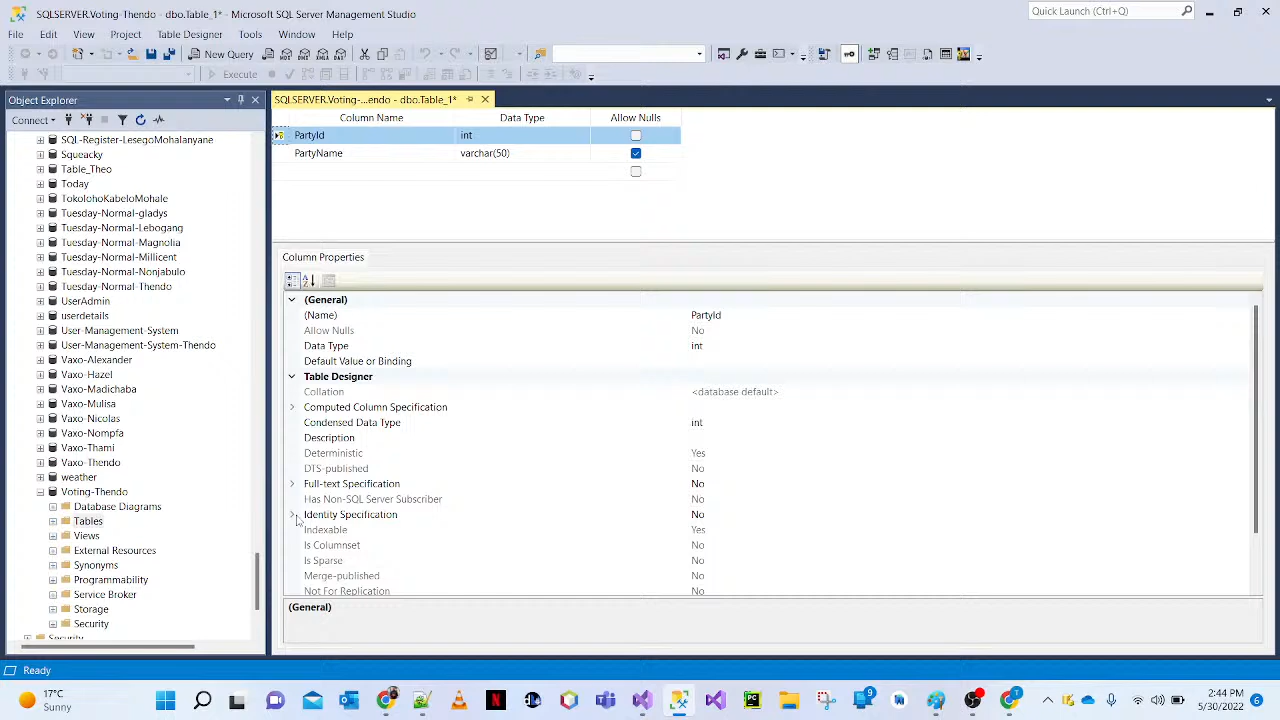 SQLSERVER.Voting-Thendo - dbo.Table_1* - Microsoft SQL Server Management Studio
Quick Launch (Ctrl+Q)
File Edit View Project Table Designer Tools Window Help
New Query
Execute
Object Explorer
SQLSERVER.Voting-...endo - dbo.Table_1*
Connect
Column Name Data Type Allow Nulls
PartyId int
PartyName varchar(50)
SQL-Register-LesegoMohalanyane
Squeacky
Table_Theo
Today
TokolohoKabeloMohale
Tuesday-Normal-gladys
Tuesday-Normal-Lebogang
Tuesday-Normal-Magnolia
Tuesday-Normal-Millicent
Tuesday-Normal-Nonjabulo
Tuesday-Normal-Thendo
UserAdmin
userdetails
User-Management-System
User-Management-System-Thendo
Vaxo-Alexander
Vaxo-Hazel
Vaxo-Madichaba
Vaxo-Mulisa
Vaxo-Nicolas
Vaxo-Nompfa
Vaxo-Thami
Vaxo-Thendo
weather
Voting-Thendo
Database Diagrams
Tables
Views
External Resources
Synonyms
Programmability
Service Broker
Storage
Security
Security
Column Properties
(General)
(Name) PartyId
Allow Nulls No
Data Type int
Default Value or Binding
Table Designer
Collation <database default>
Computed Column Specification
Condensed Data Type int
Description
Deterministic Yes
DTS-published No
Full-text Specification No
Has Non-SQL Server Subscriber No
Identity Specification No
Indexable Yes
Is Columnset No
Is Sparse No
Merge-published No
Not For Replication No
(General)
Ready
17°C
Sunny
9
2:44 PM
5/30/2022
6